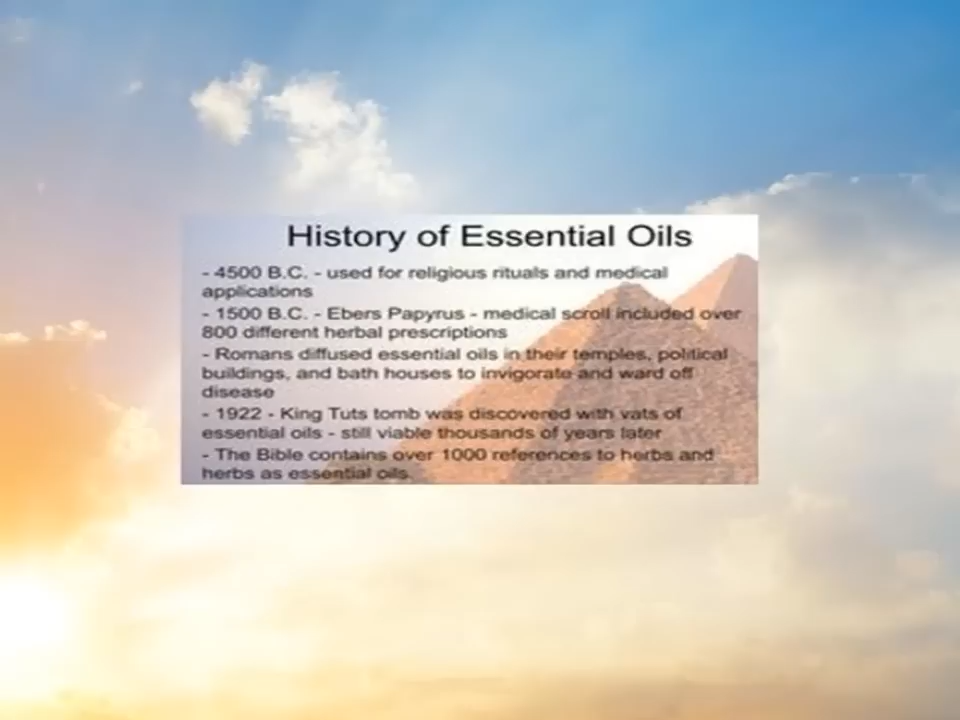 History of Essential Oils
- 4500 B.C. - used for religious rituals and medical
applications
- 1500 B.C. - Ebers Papyrus - medical scroll included over
800 different herbal prescriptions
- Romans diffused essential oils in their temples, political
buildings, and bath houses to invigorate and ward off
disease
- 1922 - King Tuts tomb was discovered with vats of
essential oils - still viable thousands of years later
- The Bible contains over 1000 references to herbs and
herbs as essential oils.